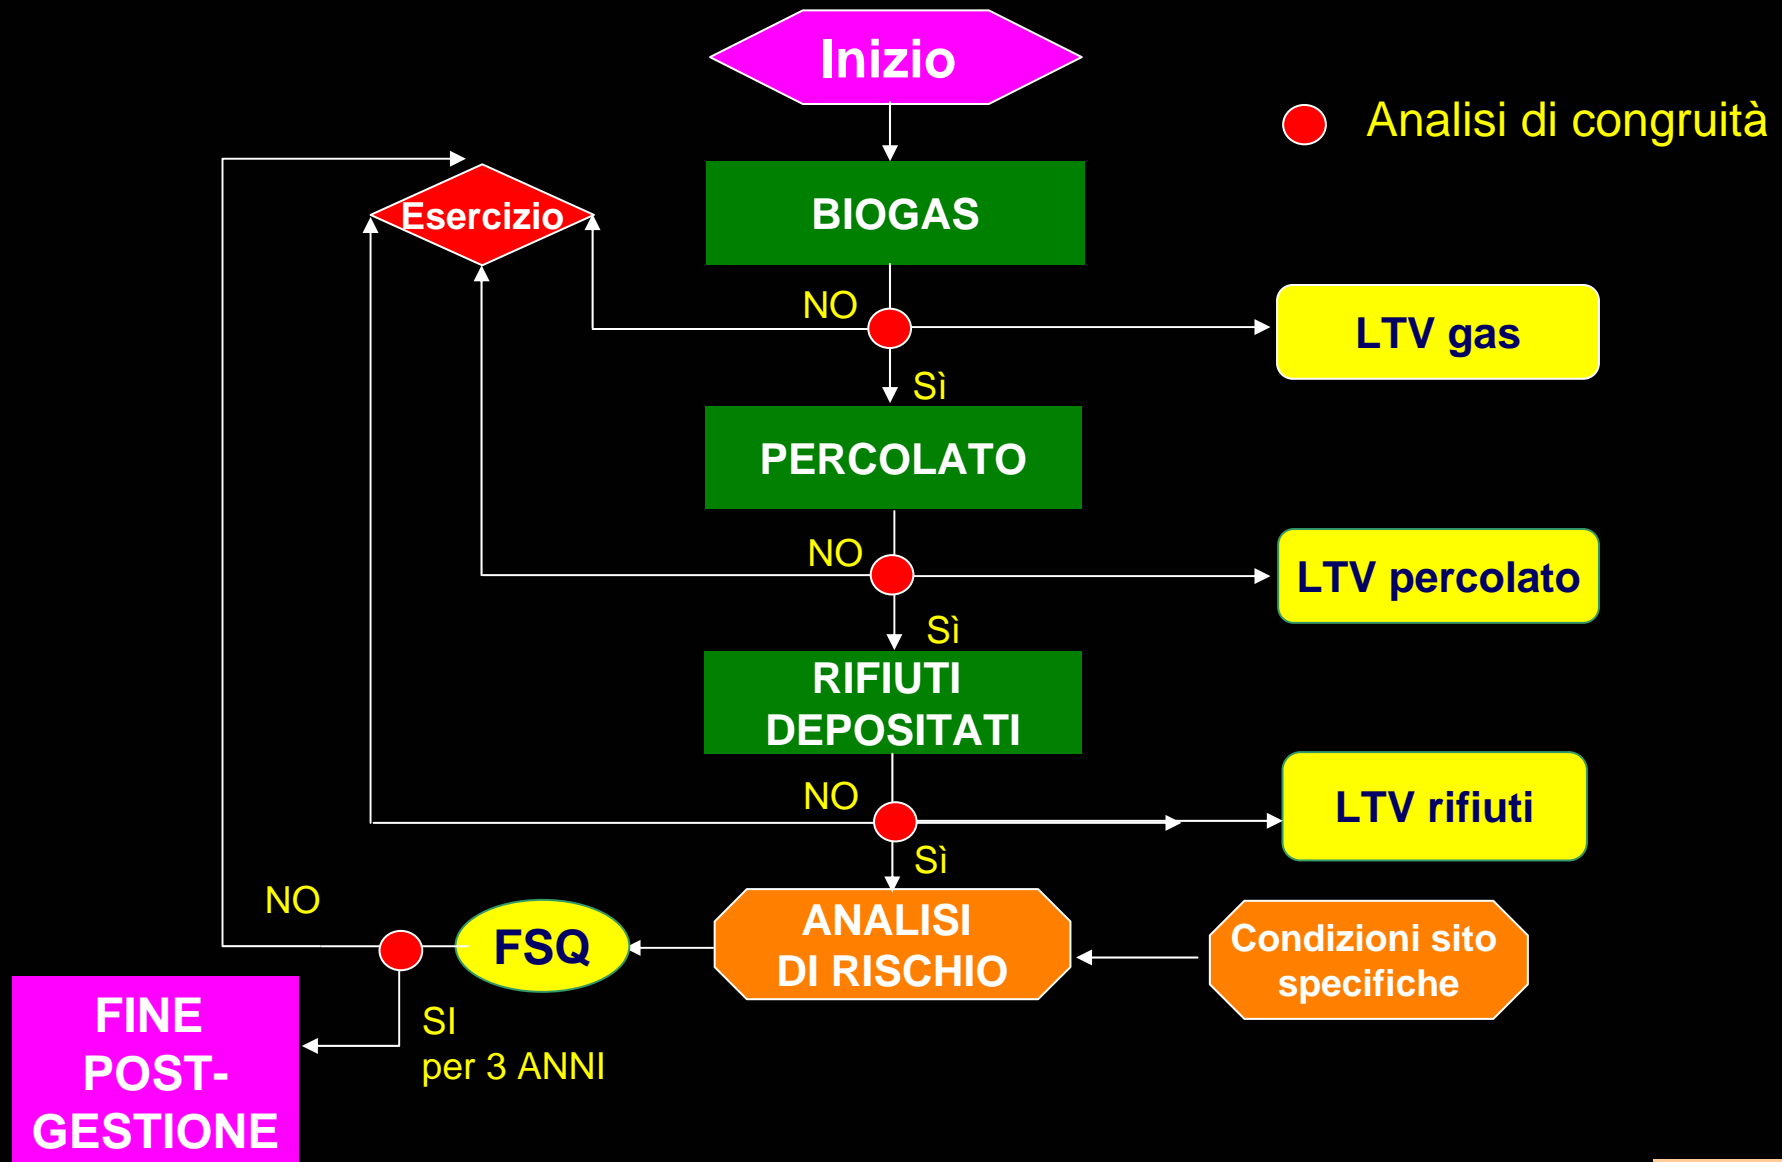 Inizio
Analisi di congruità
Esercizio
BIOGAS
NO
LTV gas
Sì
PERCOLATO
NO
LTV percolato
Sì
RIFIUTI
DEPOSITATI
NO
LTV rifiuti
Sì
NO
FSQ
ANALISI
DI RISCHIO
Condizioni sito
specifiche
FINE
POST-
GESTIONE
SI
per 3 ANNI